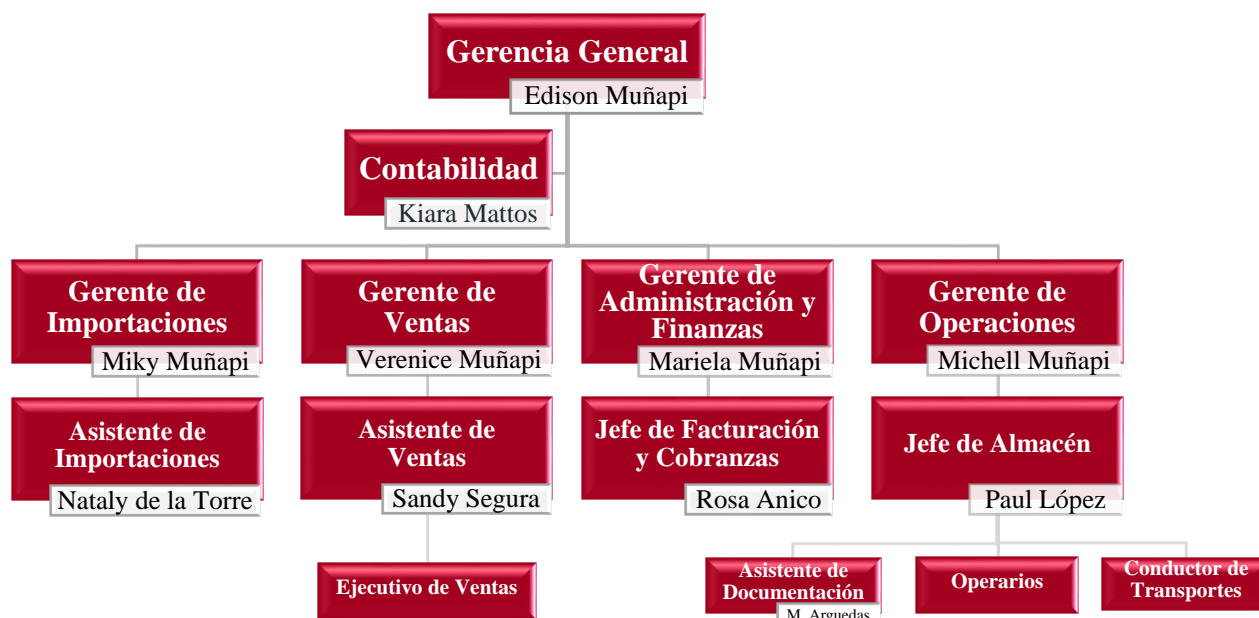 Gerencia General
Edison Muñapi
Contabilidad
Kiara Mattos
Gerente de
Importaciones
Miky Muñapi
Gerente de
Ventas
Verenice Muñapi
Gerente de
Administración y
Finanzas
Mariela Muñapi
Gerente de
Operaciones
Michell Muñapi
Asistente de
Importaciones
Nataly de la Torre
Asistente de
Ventas
Sandy Segura
Jefe de Facturación
y Cobranzas
Rosa Anico
Jefe de Almacén
Paul López
Ejecutivo de Ventas
Asistente de
Documentación
M. Arguedas
Operarios
Conductor de
Transportes